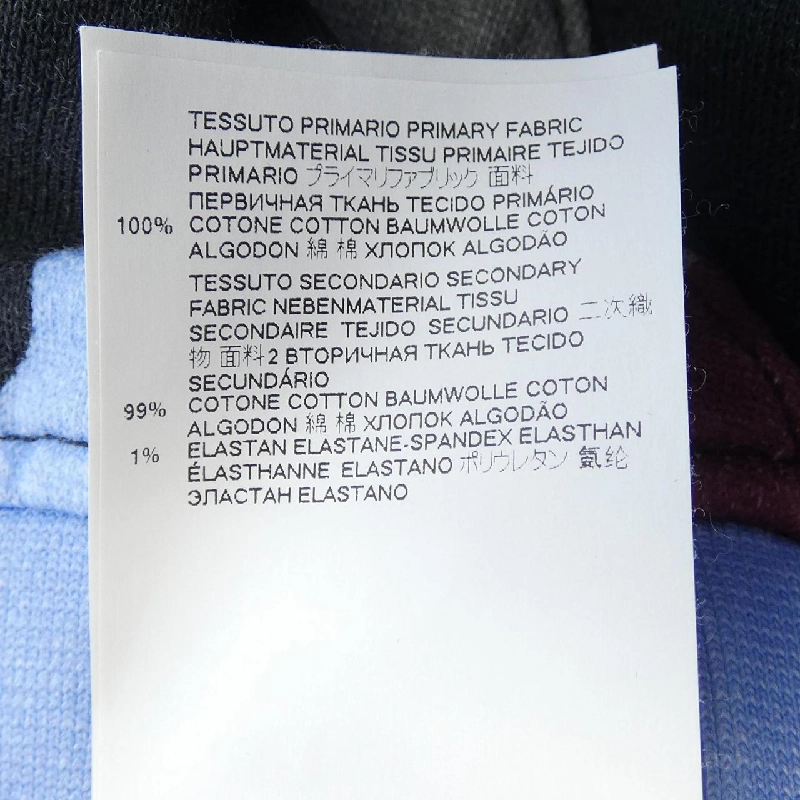 TESSUTO PRIMARIO PRIMARY FABRIC
HAUPTMATERIAL TISSU PRIMAIRE TEJIDO
PRIMARIO プライマリファブリック 面料
ПЕРВИЧНАЯ ТКАНЬ TECIDO PRIMÁRIO
100% COTONE COTTON BAUMWOLLE COTON
ALGODON 綿 棉 ХЛОПОК ALGODÃO
TESSUTO SECONDARIO SECONDARY
FABRIC NEBENMATERIAL TISSU
SECONDAIRE TEJIDO SECUNDARIO 二次織
物 面料2 ВТОРИЧНАЯ ТКАНЬ TECIDO
SECUNDÁRIO
99% COTONE COTTON BAUMWOLLE COTON
ALGODON 綿 棉 ХЛОПОК ALGODÃO
1% ELASTAN ELASTANE-SPANDEX ELASTHAN
ÉLASTHANNE ELASTANO ポリウレタン 氨纶
ЭЛАСТАН ELASTANO